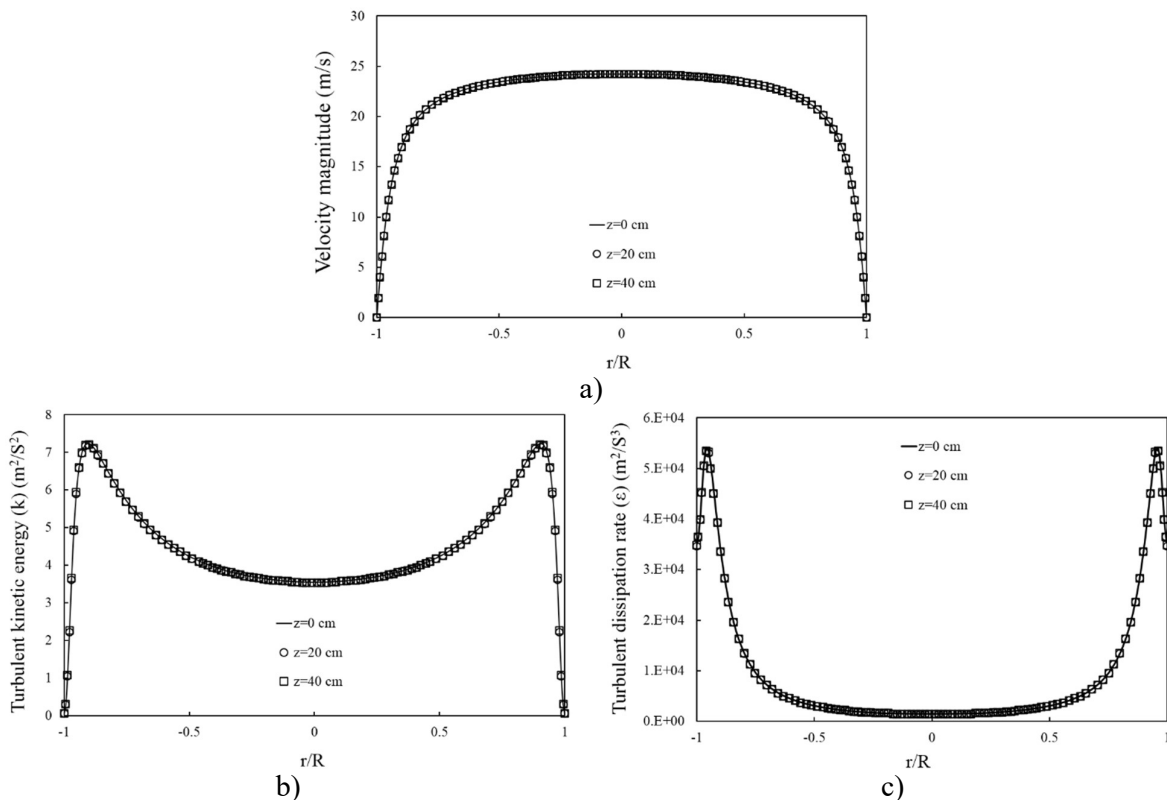 30
25
20
15
10
5
0
Velocity magnitude (m/s)
z=0 cm
z=20 cm
z=40 cm
-1 -0.5 0 0.5 1
r/R
a)
8
7
6
5
4
3
2
1
0
Turbulent kinetic energy (k) (m²/S²)
z=0 cm
z=20 cm
z=40 cm
-1 -0.5 0 0.5 1
r/R
b)
6.E+04
5.E+04
4.E+04
3.E+04
2.E+04
1.E+04
0.E+00
Turbulent dissipation rate (ε) (m²/S³)
z=0 cm
z=20 cm
z=40 cm
-1 -0.5 0 0.5 1
r/R
c)